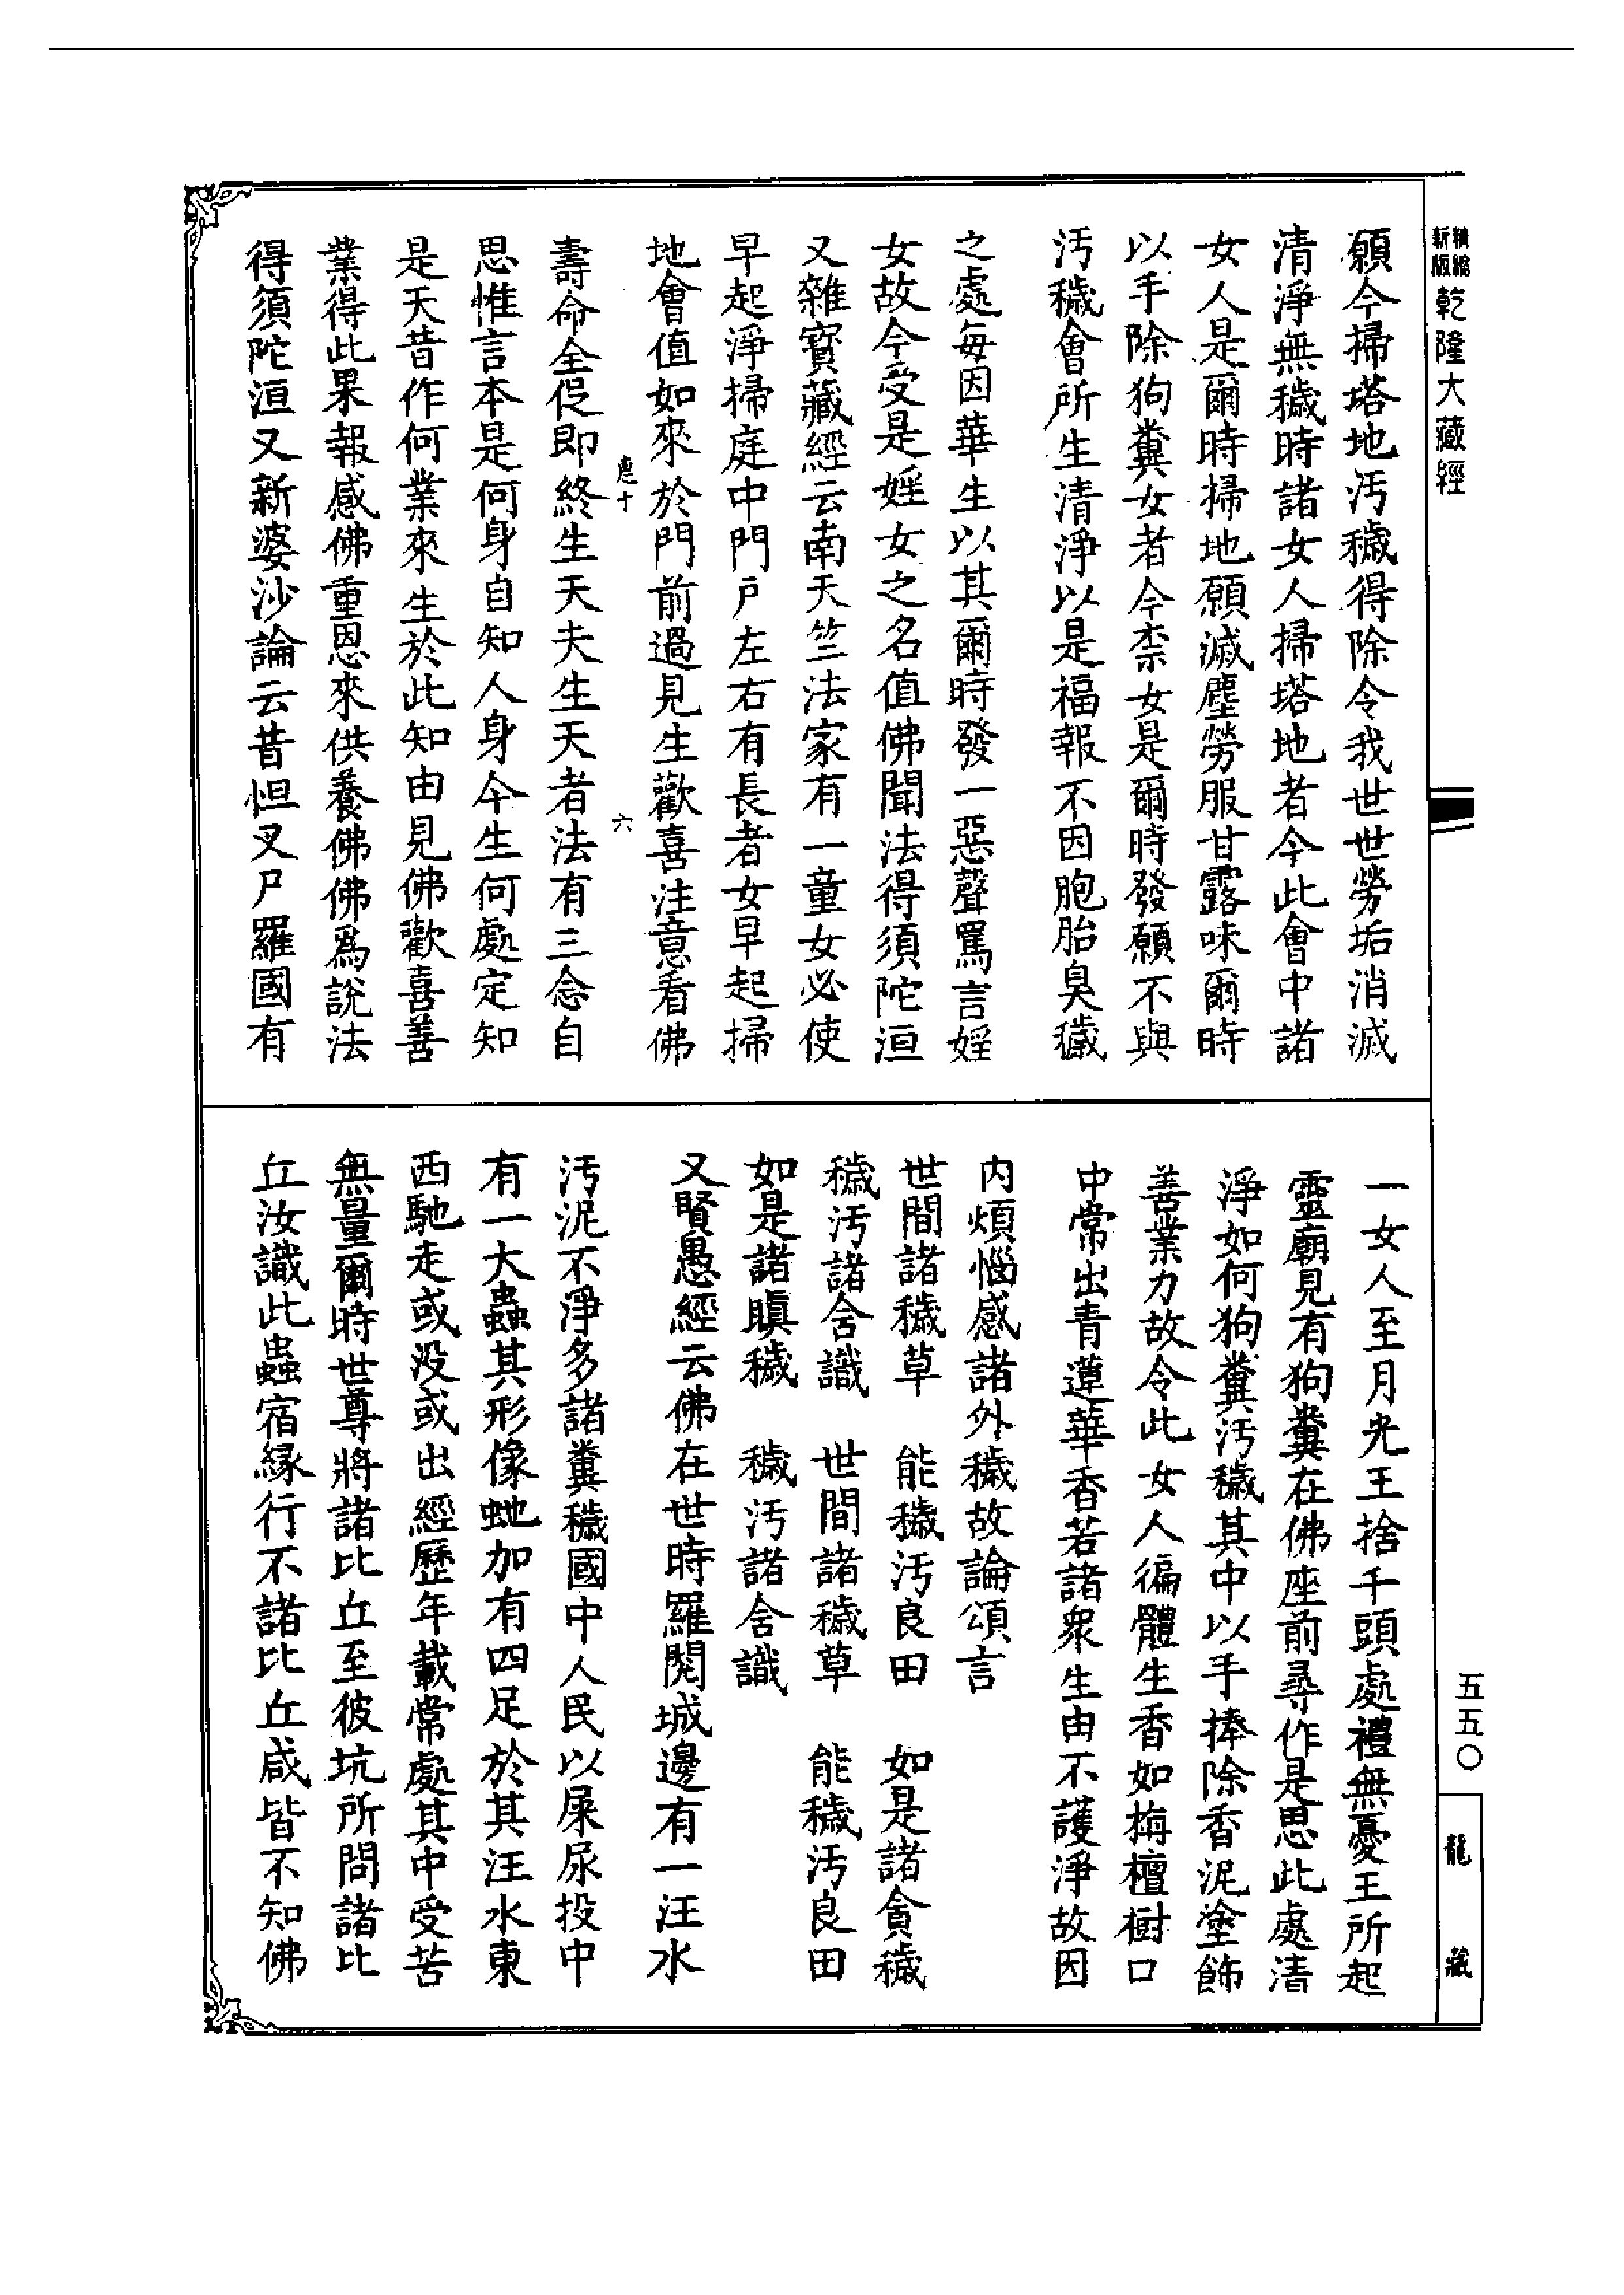 新版精縮乾隆大藏經
願今掃塔地汚穢得除令我世世勞垢消滅
清淨無穢時諸女人掃塔地者今此會中諸
女人是爾時掃地願滅塵勞服甘露味爾時
以手除狗糞女者今柰女是爾時發願不與
汚穢會所生清淨以是福報不因胞胎臭穢
之處每因華生以其爾時發一惡聲罵言婬
女故今受是婬女之名值佛聞法得須陀洹
又雜寶藏經云南天竺法家有一童女必使
早起淨掃庭中門戶左右有長者女早起掃
地會值如來於門前過見生歡喜注意看佛
十 六
壽命全促即終生天夫生天者法有三念自
思惟言本是何身自知人身今生何處定知
是天昔作何業來生於此知由見佛歡喜善
業得此果報感佛重恩來供養佛佛爲說法
得須陀洹又新婆沙論云昔怛叉尸羅國有
一女人至月光王捨千頭處禮無憂王所起
靈廟見有狗糞在佛座前尋作是思此處清
淨如何狗糞汚穢其中以手捧除香泥塗飾
善業力故令此女人徧體生香如栴檀樹口
中常出青蓮華香若諸衆生由不護淨故因
内煩惱感諸外穢故論頌言
世間諸穢草 能穢汚良田 如是諸貪穢
穢汚諸含識 世間諸穢草 能穢汚良田
如是諸瞋穢 穢汚諸含識
又賢愚經云佛在世時羅閱城邊有一汪水
汚泥不淨多諸糞穢國中人民以屎尿投中
有一大蟲其形像虵加有四足於其汪水東
西馳走或没或出經歷年載常處其中受苦
無量爾時世尊將諸比丘至彼坑所問諸比
丘汝識此蟲宿緣行不諸比丘咸皆不知佛
五五〇
龍藏